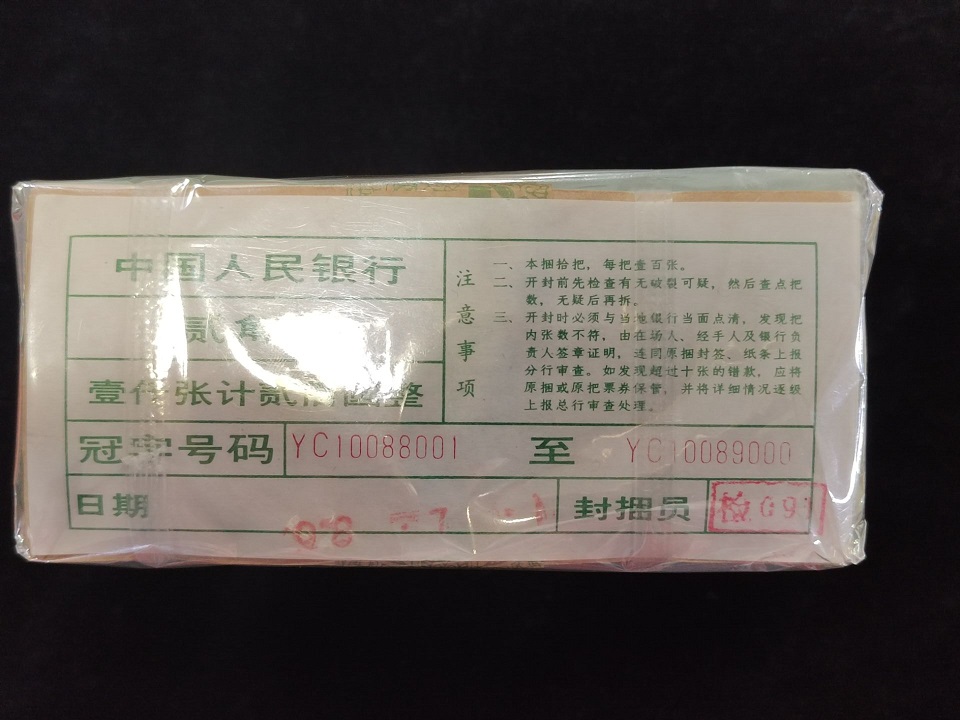 中国人民银行
贰角
壹仟张计贰佰圆整
注意事项
一、本捆拾把，每把壹百张。
二、开封前先检查有无破裂可疑，然后查点把
数，无疑后再拆。
三、开封时必须与当地银行当面点清，发现把
内张数不符，由在场人、经手人及银行负
责人签章证明，连同原捆封签、纸条上报
分行审查。如发现超过十张的错款，应将
原捆或原把票券保管，并将详细情况逐级
上报总行审查处理。
冠字号码 YC10088001 至 YC10089000
日期 封捆员 检 G9